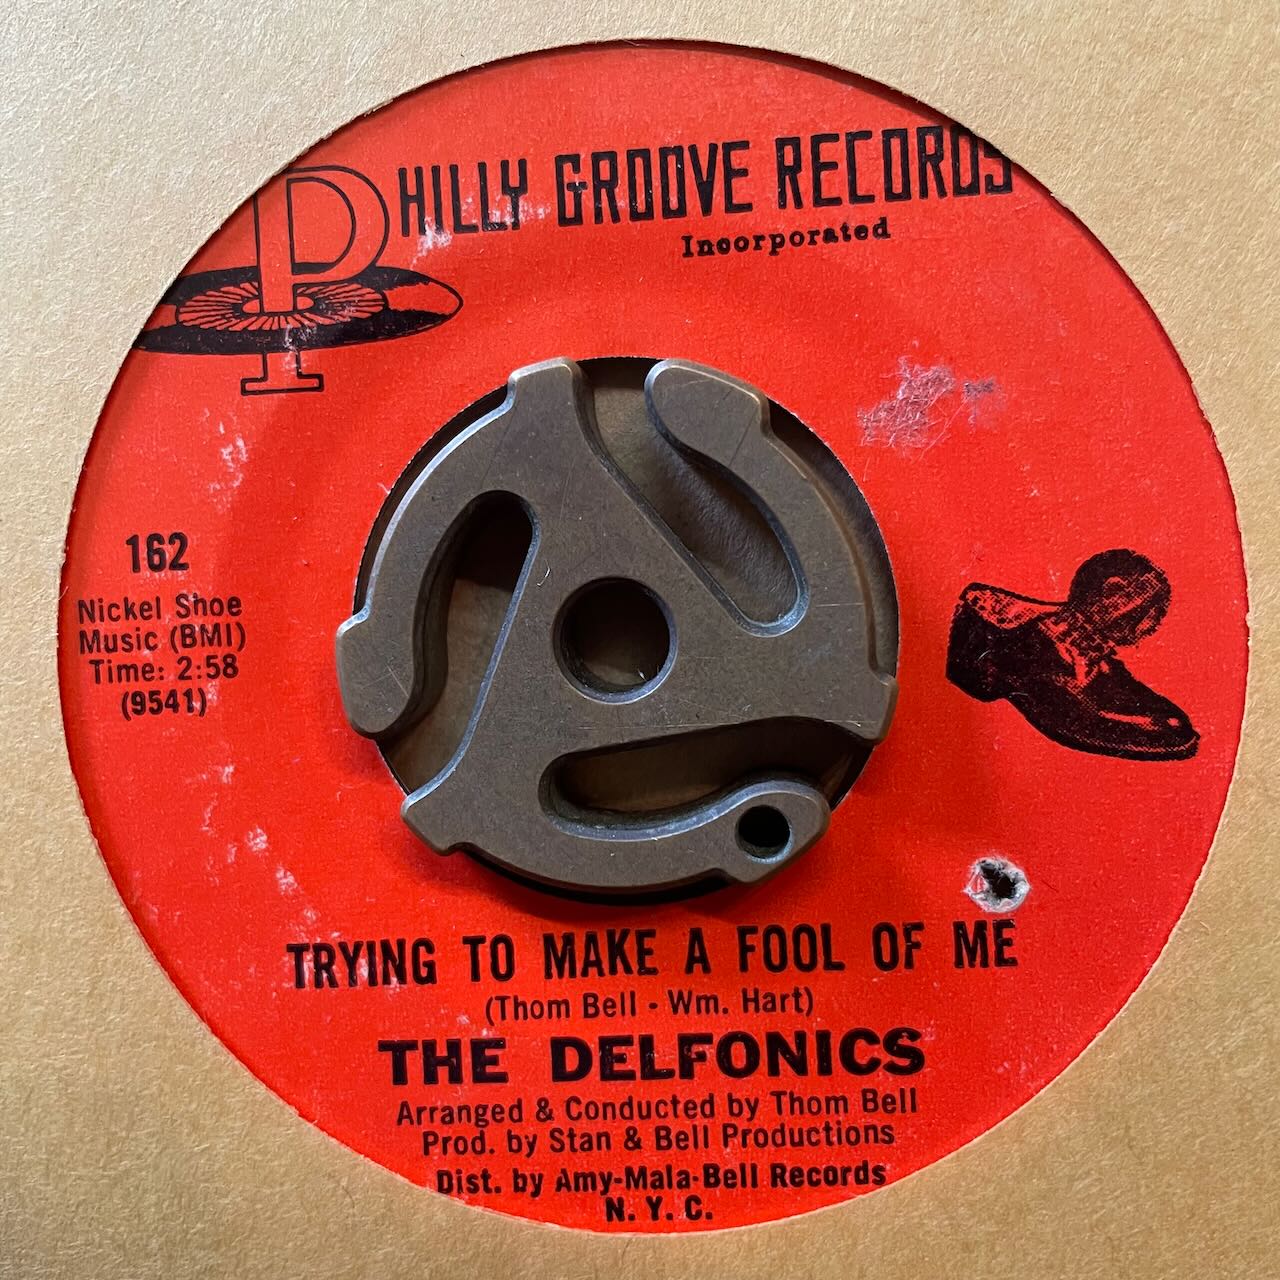 PHILLY GROOVE RECORDS
Incorporated
162
Nickel Shoe
Music (BMI)
Time: 2:58
(9541)
TRYING TO MAKE A FOOL OF ME
(Thom Bell - Wm. Hart)
THE DELFONICS
Arranged & Conducted by Thom Bell
Prod. by Stan & Bell Productions
Dist. by Amy-Mala-Bell Records
N. Y. C.